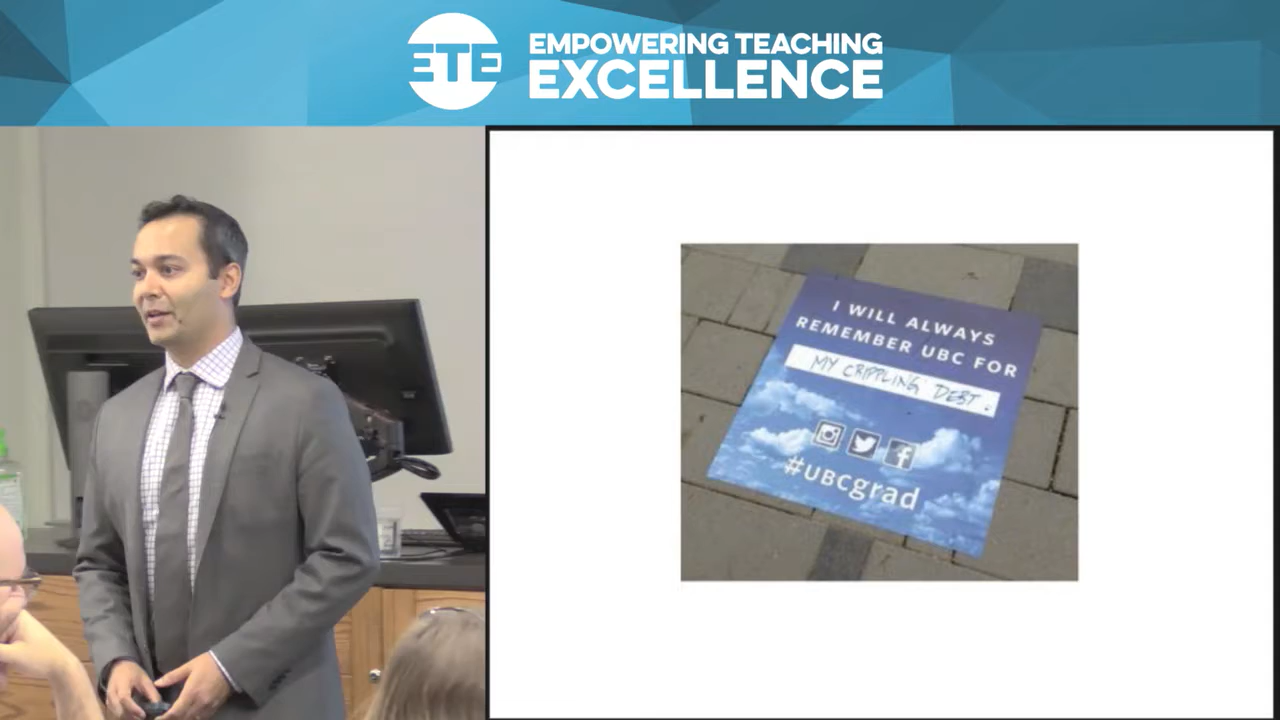 ETE
EMPOWERING TEACHING
EXCELLENCE
I WILL ALWAYS
REMEMBER UBC FOR
MY CRIPPLING DEBT.
#UBCgrad